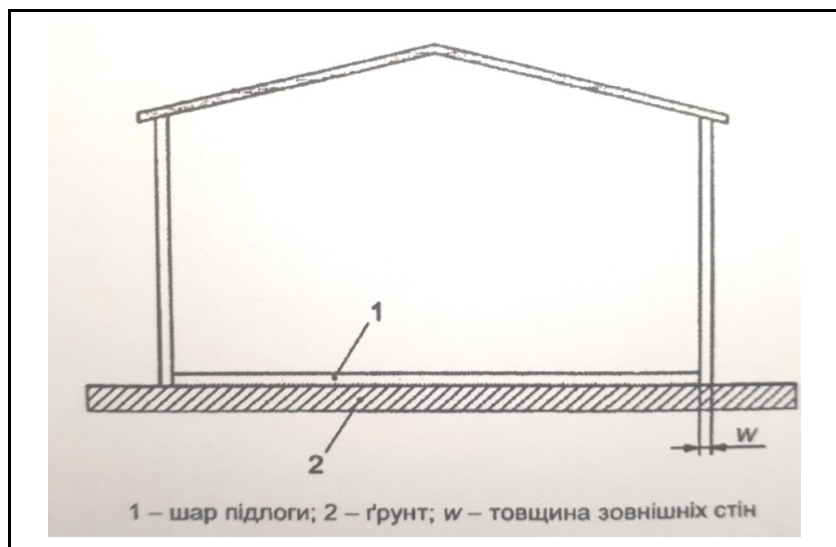 1
2
w
1 – шар підлоги; 2 – ґрунт; w – товщина зовнішніх стін